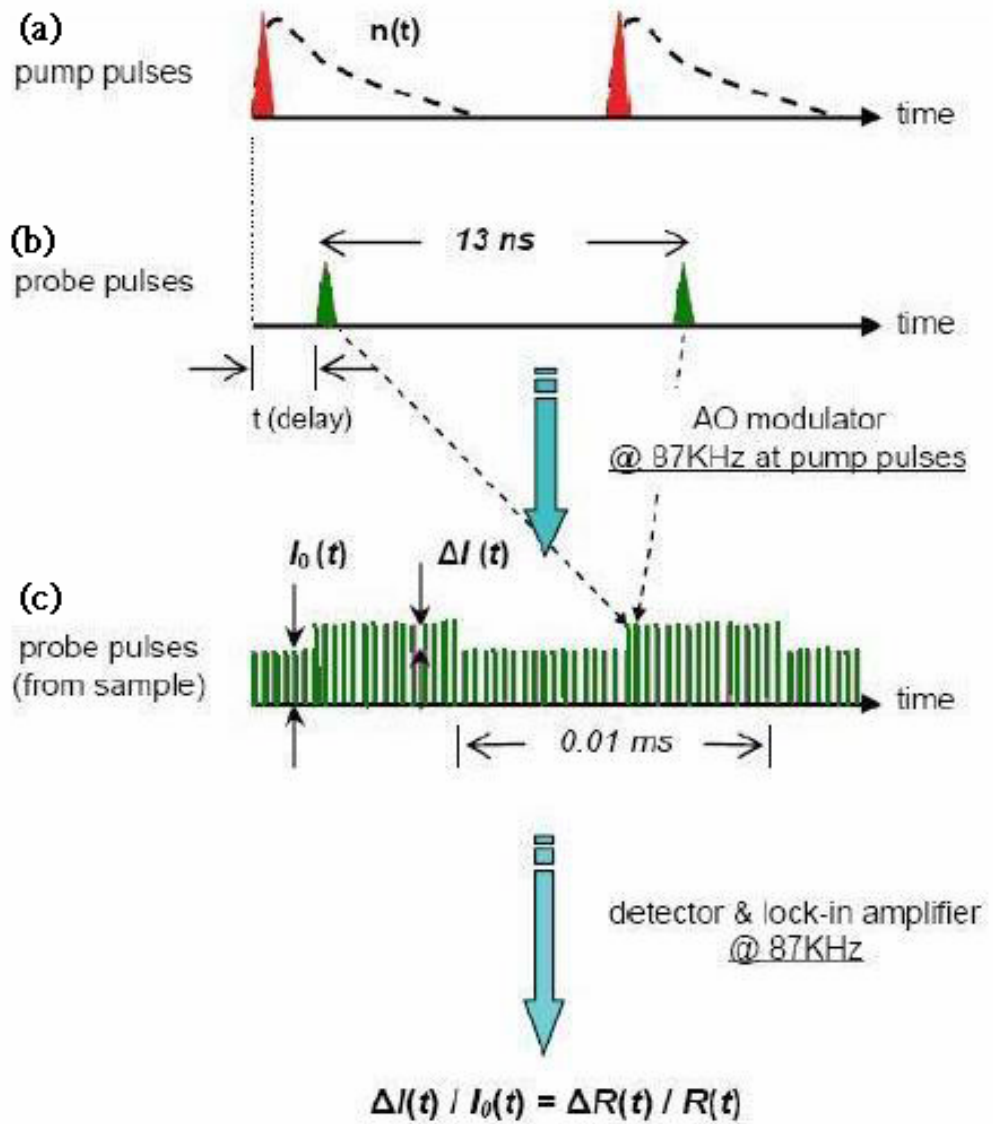 (a)
pump pulses
n(t)
time
(b)
probe pulses
13 ns
time
t (delay)
AO modulator
@ 87KHz at pump pulses
I₀ (t)
ΔI (t)
(c)
probe pulses
(from sample)
time
0.01 ms
detector & lock-in amplifier
@ 87KHz
ΔI(t) / I₀(t) = ΔR(t) / R(t)